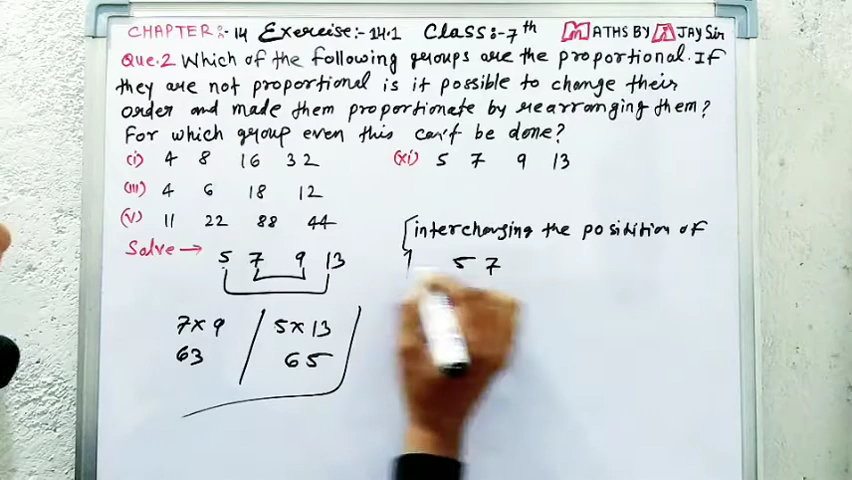 CHAPTER:-14 Exercise:-14.1 Class:-7th MATHS BY AJAY Sir
Que.2 Which of the following groups are the proportional. If
they are not proportional is it possible to change their
order and made them proportionate by rearranging them?
For which group even this can't be done?
(i) 4 8 16 32 (xi) 5 7 9 13
(iii) 4 6 18 12
(v) 11 22 88 44
interchanging the posidition of
Solve→ 5 7 9 13
5 7
7×9 5×13
63 65